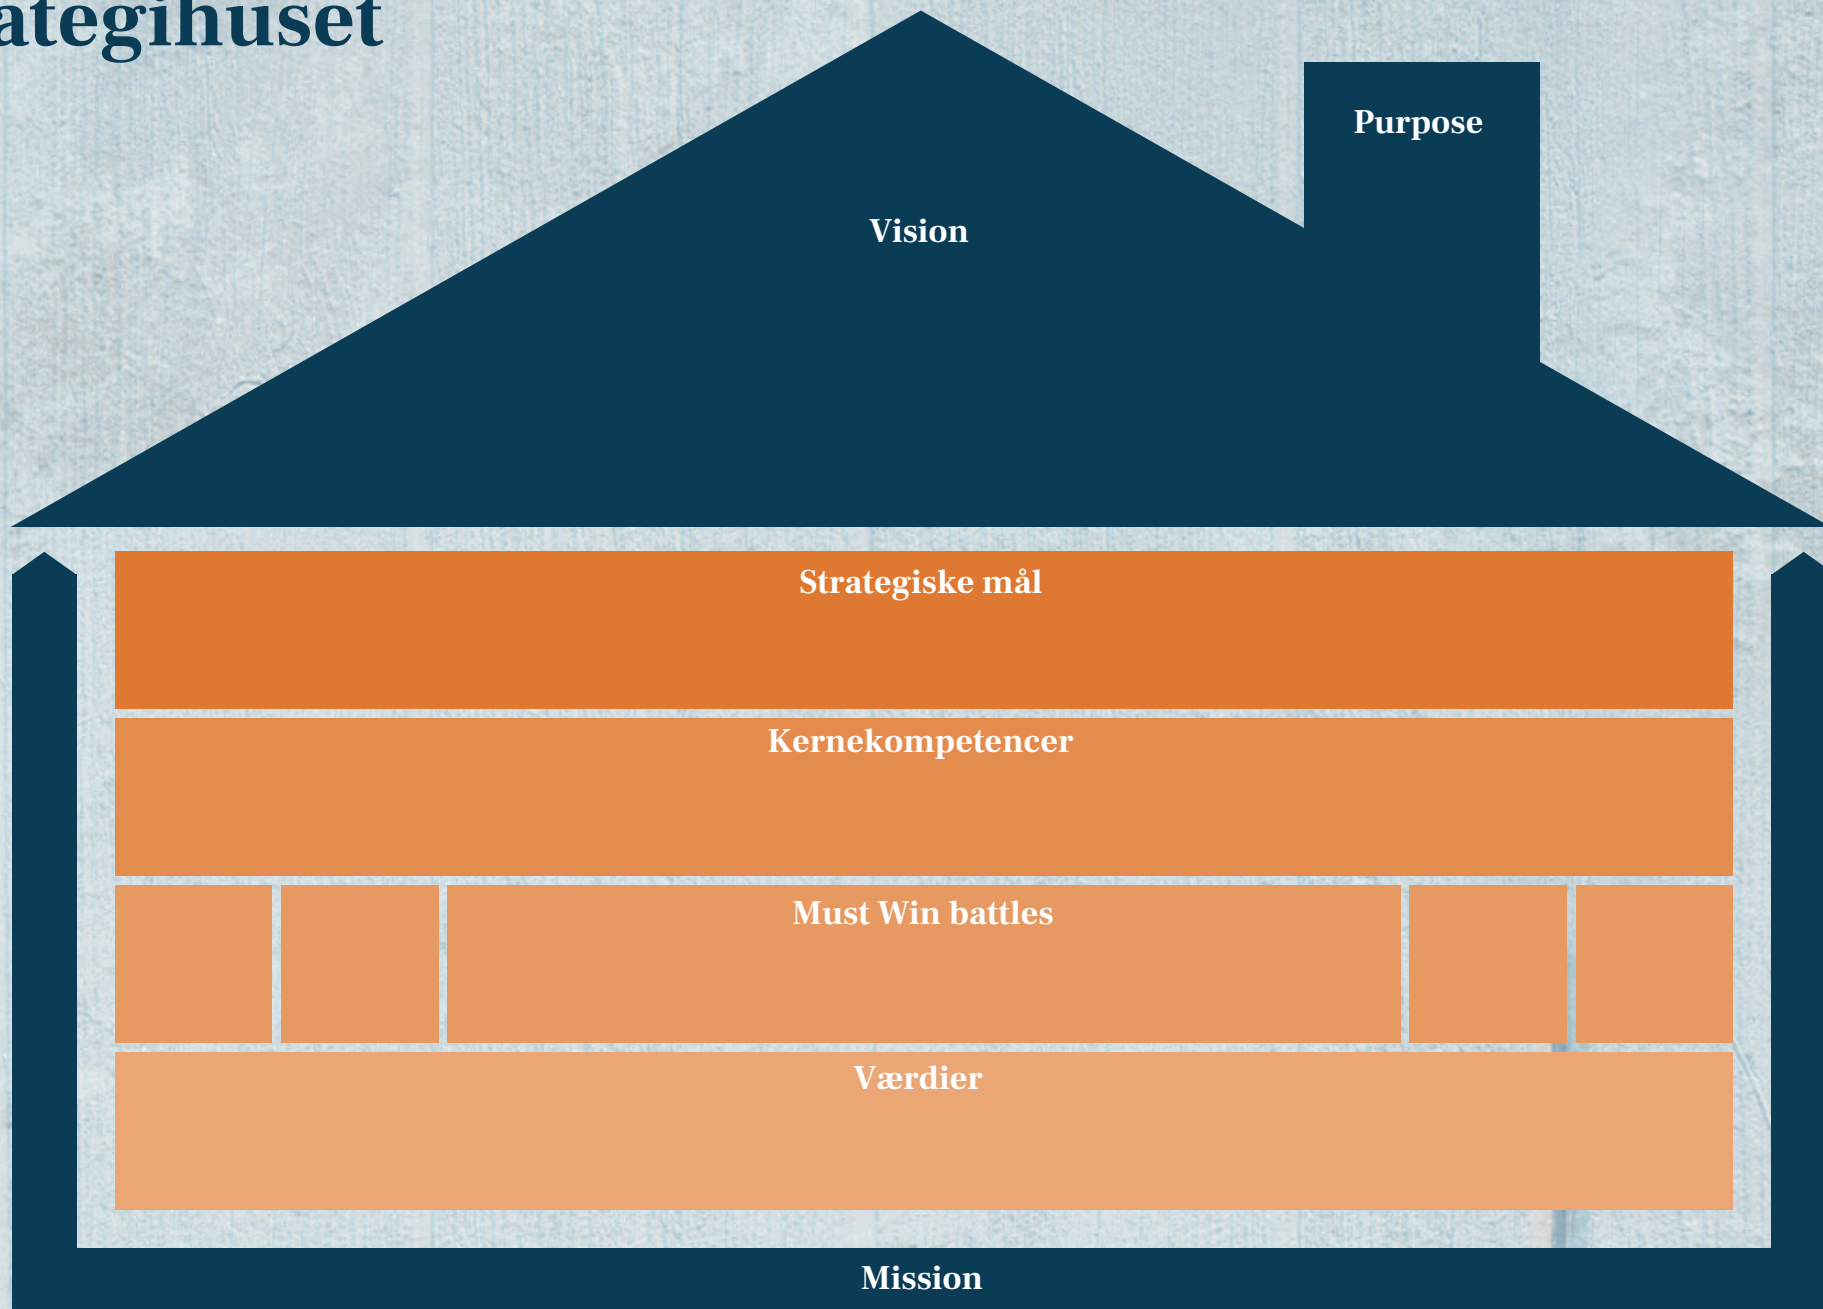 ategihuset
Purpose
Vision
Strategiske mål
Kernekompetencer
Must Win battles
Værdier
Mission